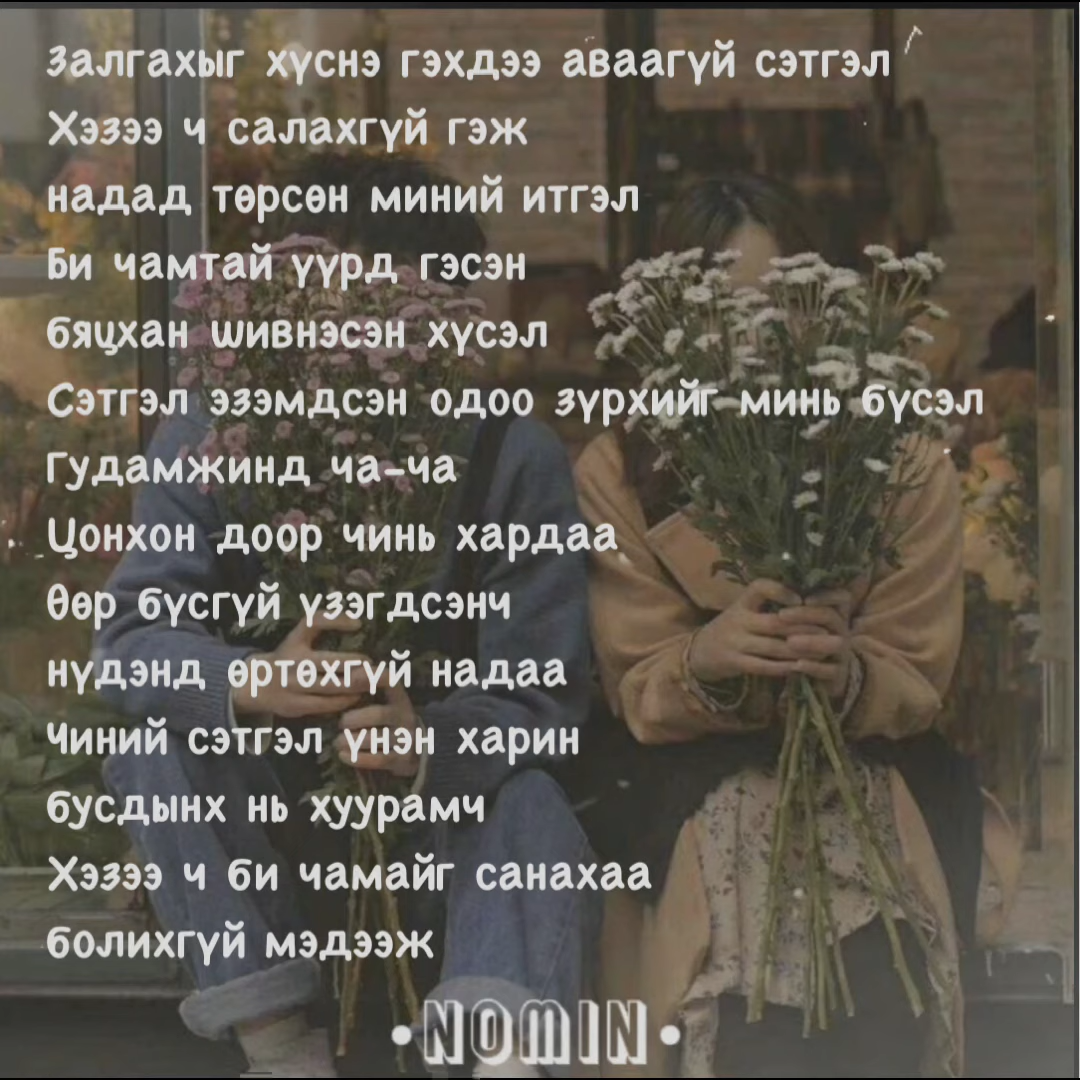 Залгахыг хүснэ гэхдээ аваагүй сэтгэл
Хэзээ ч салахгүй гэж
надад төрсөн миний итгэл
Би чамтай үүрд гэсэн
бяцхан шивнэсэн хүсэл
Сэтгэл эзэмдсэн одоо зүрхийг минь бүсэл
Гудамжинд ча-ча
Цонхон доор чинь хардаа
Өөр бүсгүй үзэгдсэнч
нүдэнд өртөхгүй надаа
Чиний сэтгэл үнэн харин
бусдынх нь хуурамч
Хэзээ ч би чамайг санахаа
болихгүй мэдээж
•NOMIN•